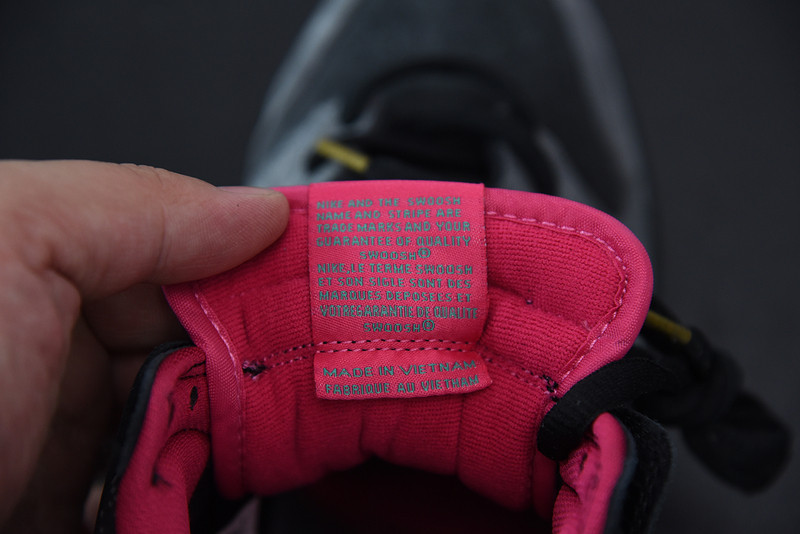 NIKE AND THE SWOOSH
NAME AND STRIPE ARE
TRADE MARKS AND YOUR
GUARANTEE OF QUALITY
SWOOSH®
NIKE, LE TERME SWOOSH
ET SON SIGLE SONT DES
MARQUES DEPOSEES ET
VOTRE GARANTIE DE QUALITE
SWOOSH®
MADE IN VIETNAM
FABRIQUE AU VIETNAM